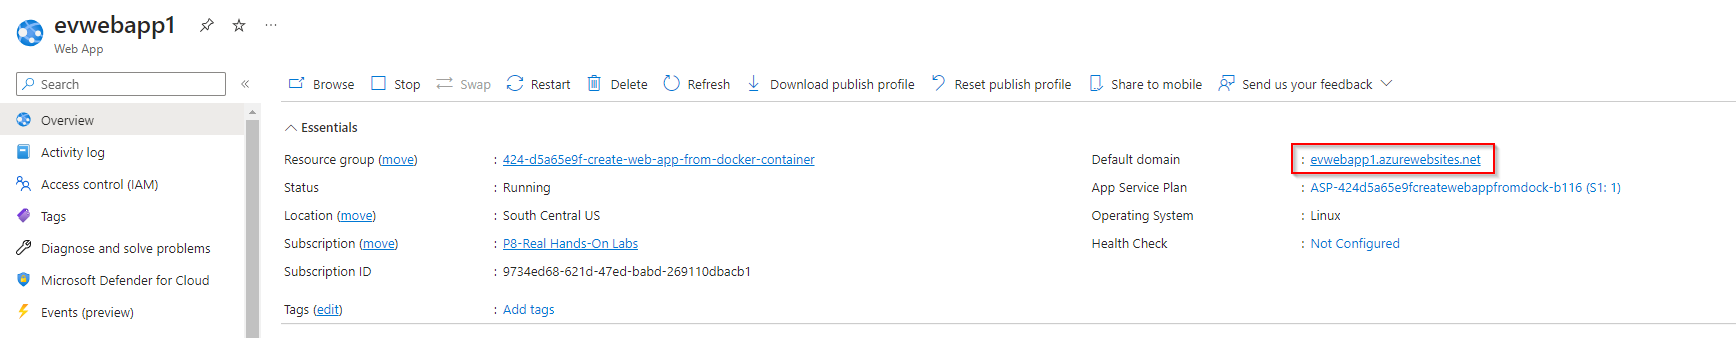 evwebapp1
Web App
Search
Browse Stop Swap Restart Delete Refresh Download publish profile Reset publish profile Share to mobile Send us your feedback
Overview
Activity log
Access control (IAM)
Tags
Diagnose and solve problems
Microsoft Defender for Cloud
Events (preview)
Essentials
Resource group (move) : 424-d5a65e9f-create-web-app-from-docker-container
Status : Running
Location (move) : South Central US
Subscription (move) : P8-Real Hands-On Labs
Subscription ID : 9734ed68-621d-47ed-babd-269110dbacb1
Tags (edit) : Add tags
Default domain : evwebapp1.azurewebsites.net
App Service Plan : ASP-424d5a65e9fcreatewebappfromdock-b116 (S1: 1)
Operating System : Linux
Health Check : Not Configured